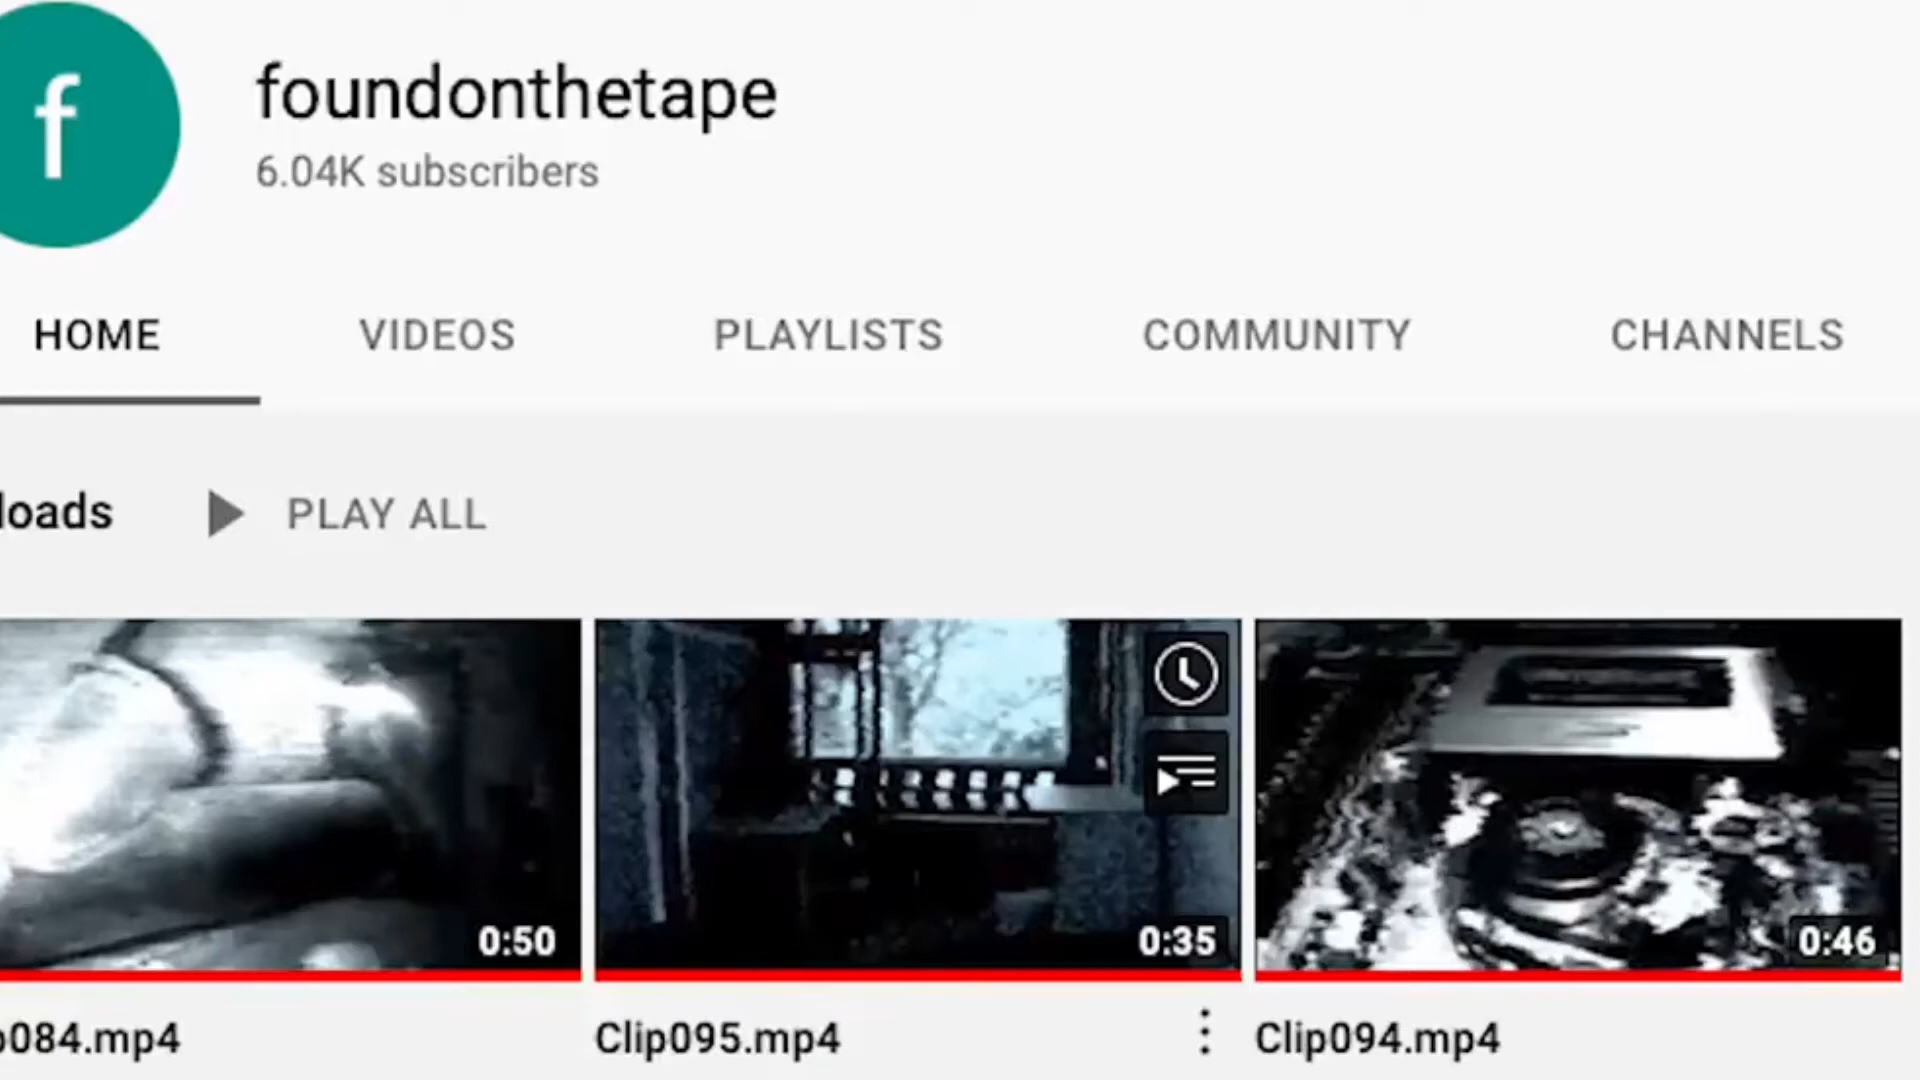 f
foundonthetape
6.04K subscribers
HOME VIDEOS PLAYLISTS COMMUNITY CHANNELS
loads PLAY ALL
0:50 0:35 0:46
p084.mp4 Clip095.mp4 Clip094.mp4